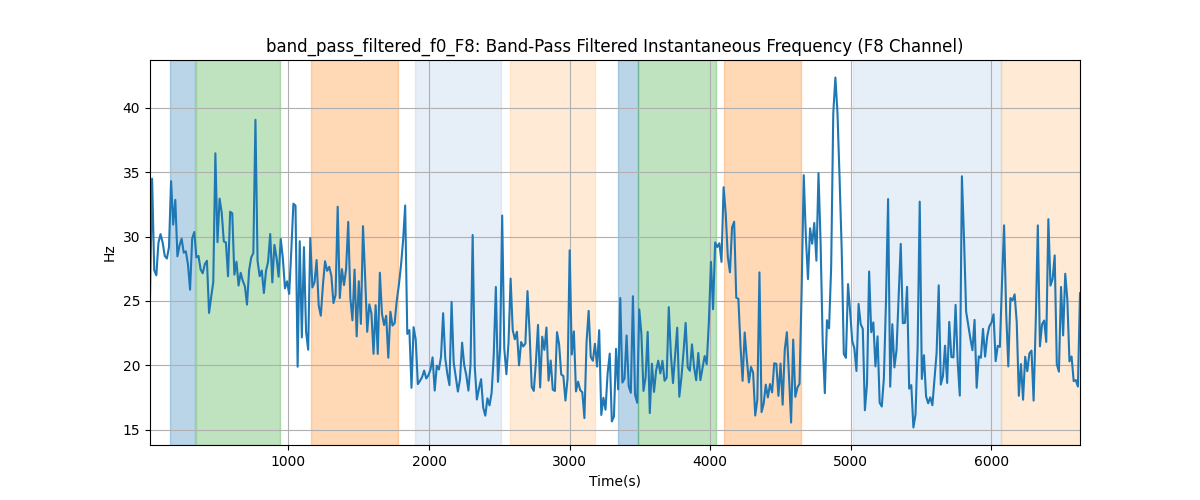 band_pass_filtered_f0_F8: Band-Pass Filtered Instantaneous Frequency (F8 Channel)
40
35
30
25
20
15
Hz
1000 2000 3000 4000 5000 6000
Time(s)